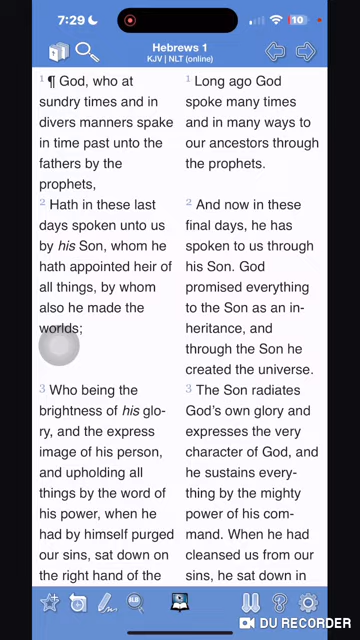 7:29
10
Hebrews 1
KJV | NLT (online)
1 ¶ God, who at
sundry times and in
divers manners spake
in time past unto the
fathers by the
prophets,
2 Hath in these last
days spoken unto us
by his Son, whom he
hath appointed heir of
all things, by whom
also he made the
worlds;
3 Who being the
brightness of his glo-
ry, and the express
image of his person,
and upholding all
things by the word of
his power, when he
had by himself purged
our sins, sat down on
the right hand of the
1 Long ago God
spoke many times
and in many ways to
our ancestors through
the prophets.
2 And now in these
final days, he has
spoken to us through
his Son. God
promised everything
to the Son as an in-
heritance, and
through the Son he
created the universe.
3 The Son radiates
God's own glory and
expresses the very
character of God, and
he sustains every-
thing by the mighty
power of his com-
mand. When he had
cleansed us from our
sins, he sat down in
BLB
DU RECORDER